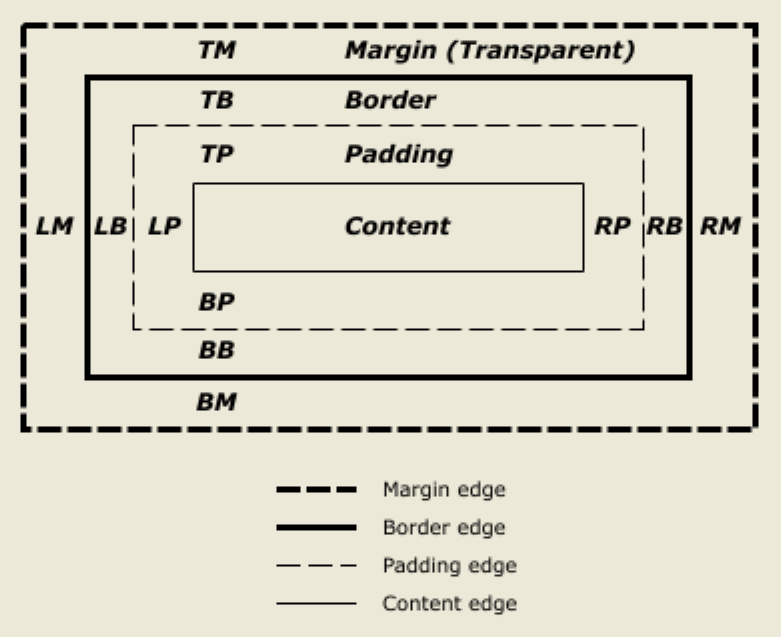 TM Margin (Transparent)
TB Border
TP Padding
LM LB LP Content RP RB RM
BP
BB
BM
Margin edge
Border edge
Padding edge
Content edge